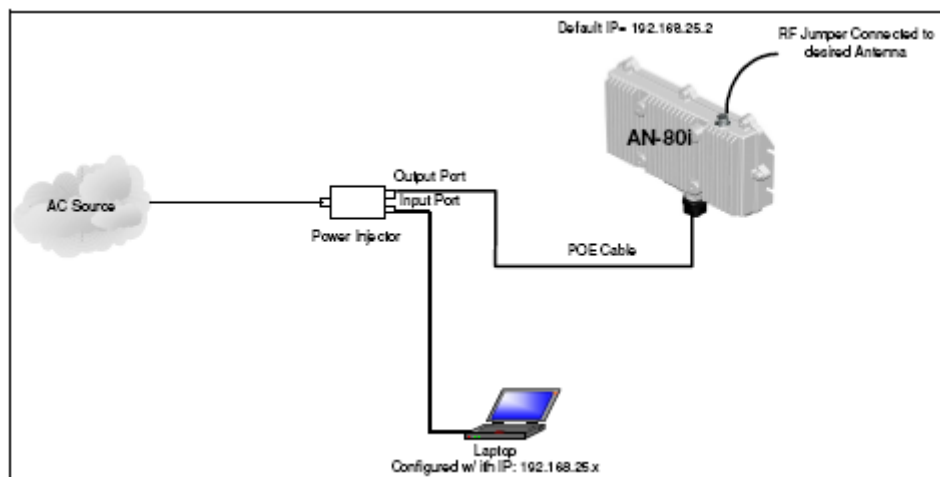 Default IP= 192.168.25.2
RF Jumper Connected to
desired Antenna
AN-80i
Output Port
Input Port
AC Source
Power Injector
POE Cable
Laptop
Configured w/ ith IP: 192.168.25.x